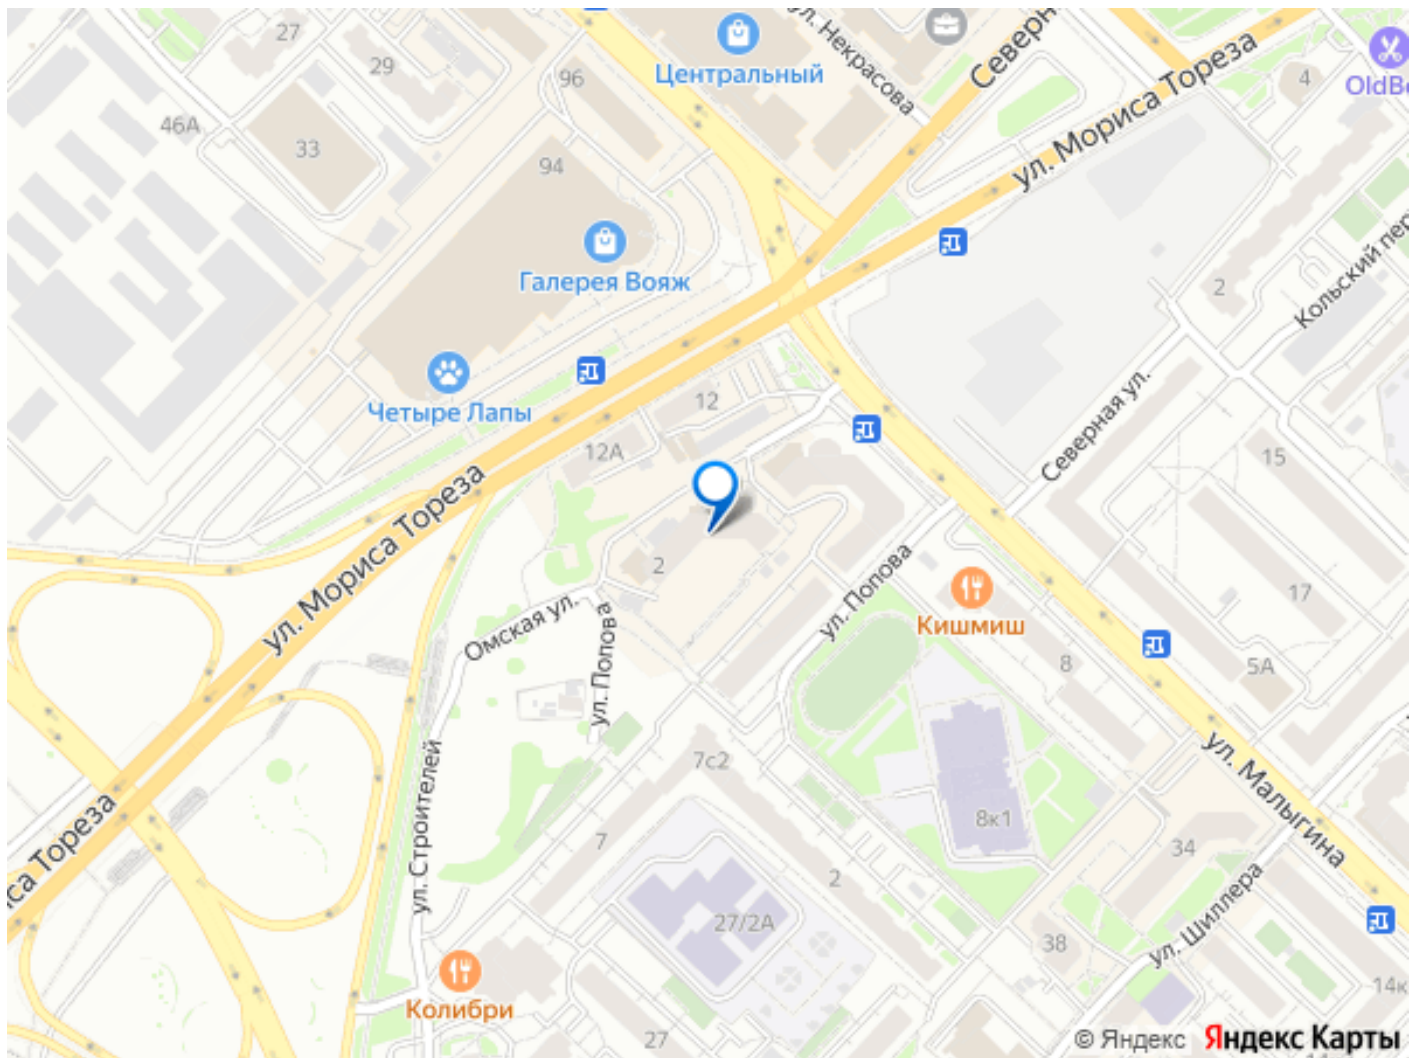 27
ул. Некрасова
Северн
ул. Мориса Тореза
4
OldBo
29
96
Центральный
46А
33
94
Галерея Вояж
2
Кольский пер
Четыре Лапы
12
12А
Северная ул.
15
ул. Мориса Тореза
2
ул. Попова
17
Кишмиш
Омская ул.
ул. Попова
8
5А
7с2
ул. Малыгина
ул. Строителей
са Тореза
7
8к1
34
2
27/2А
ул. Шиллера
38
14к
Колибри
27
© Яндекс Яндекс Карты